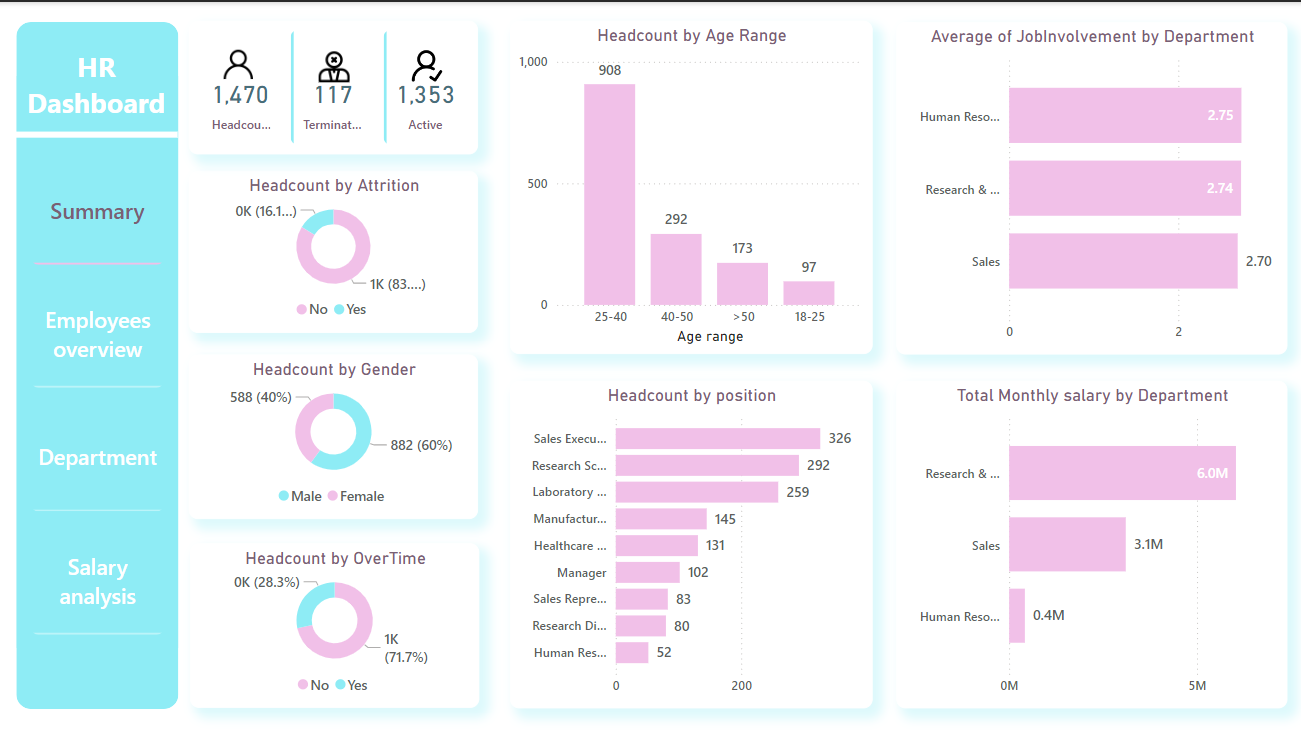 HR
Dashboard
Summary
Employees
overview
Department
Salary
analysis
1,470
Headcou...
117
Terminat...
1,353
Active
Headcount by Attrition
0K (16.1...)
1K (83....)
No Yes
Headcount by Gender
588 (40%)
882 (60%)
Male Female
Headcount by OverTime
0K (28.3%)
1K
(71.7%)
No Yes
Headcount by Age Range
1,000
500
0
908
292
173
97
25-40 40-50 >50 18-25
Age range
Headcount by position
Sales Execu... 326
Research Sc... 292
Laboratory ... 259
Manufactur... 145
Healthcare ... 131
Manager 102
Sales Repre... 83
Research Di... 80
Human Res... 52
0 200
Average of JobInvolvement by Department
Human Reso... 2.75
Research & ... 2.74
Sales 2.70
0 2
Total Monthly salary by Department
Research & ... 6.0M
Sales 3.1M
Human Reso... 0.4M
0M 5M